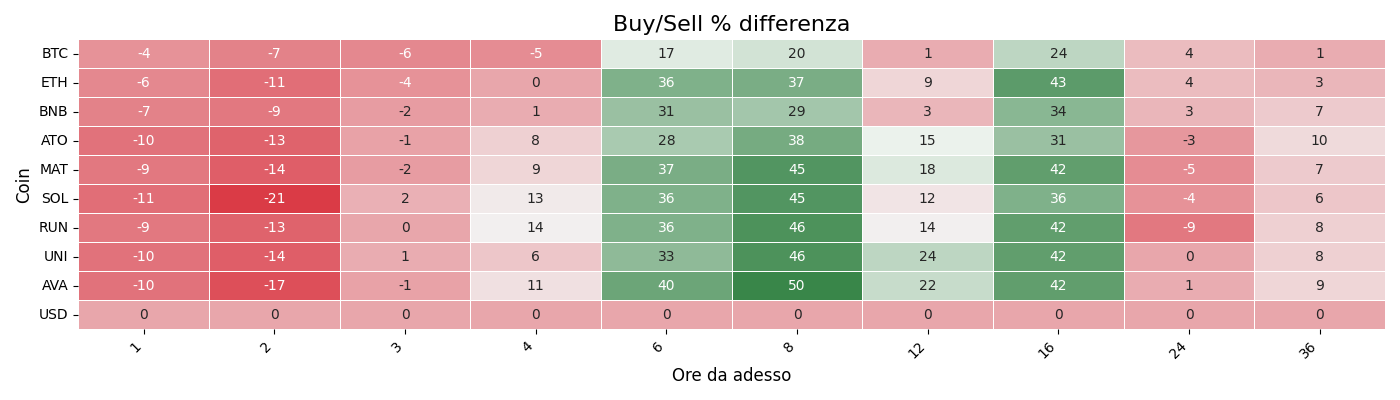 Buy/Sell % differenza
Coin
BTC -4 -7 -6 -5 17 20 1 24 4 1
ETH -6 -11 -4 0 36 37 9 43 4 3
BNB -7 -9 -2 1 31 29 3 34 3 7
ATO -10 -13 -1 8 28 38 15 31 -3 10
MAT -9 -14 -2 9 37 45 18 42 -5 7
SOL -11 -21 2 13 36 45 12 36 -4 6
RUN -9 -13 0 14 36 46 14 42 -9 8
UNI -10 -14 1 6 33 46 24 42 0 8
AVA -10 -17 -1 11 40 50 22 42 1 9
USD 0 0 0 0 0 0 0 0 0 0
1 2 3 4 6 8 12 16 24 36
Ore da adesso